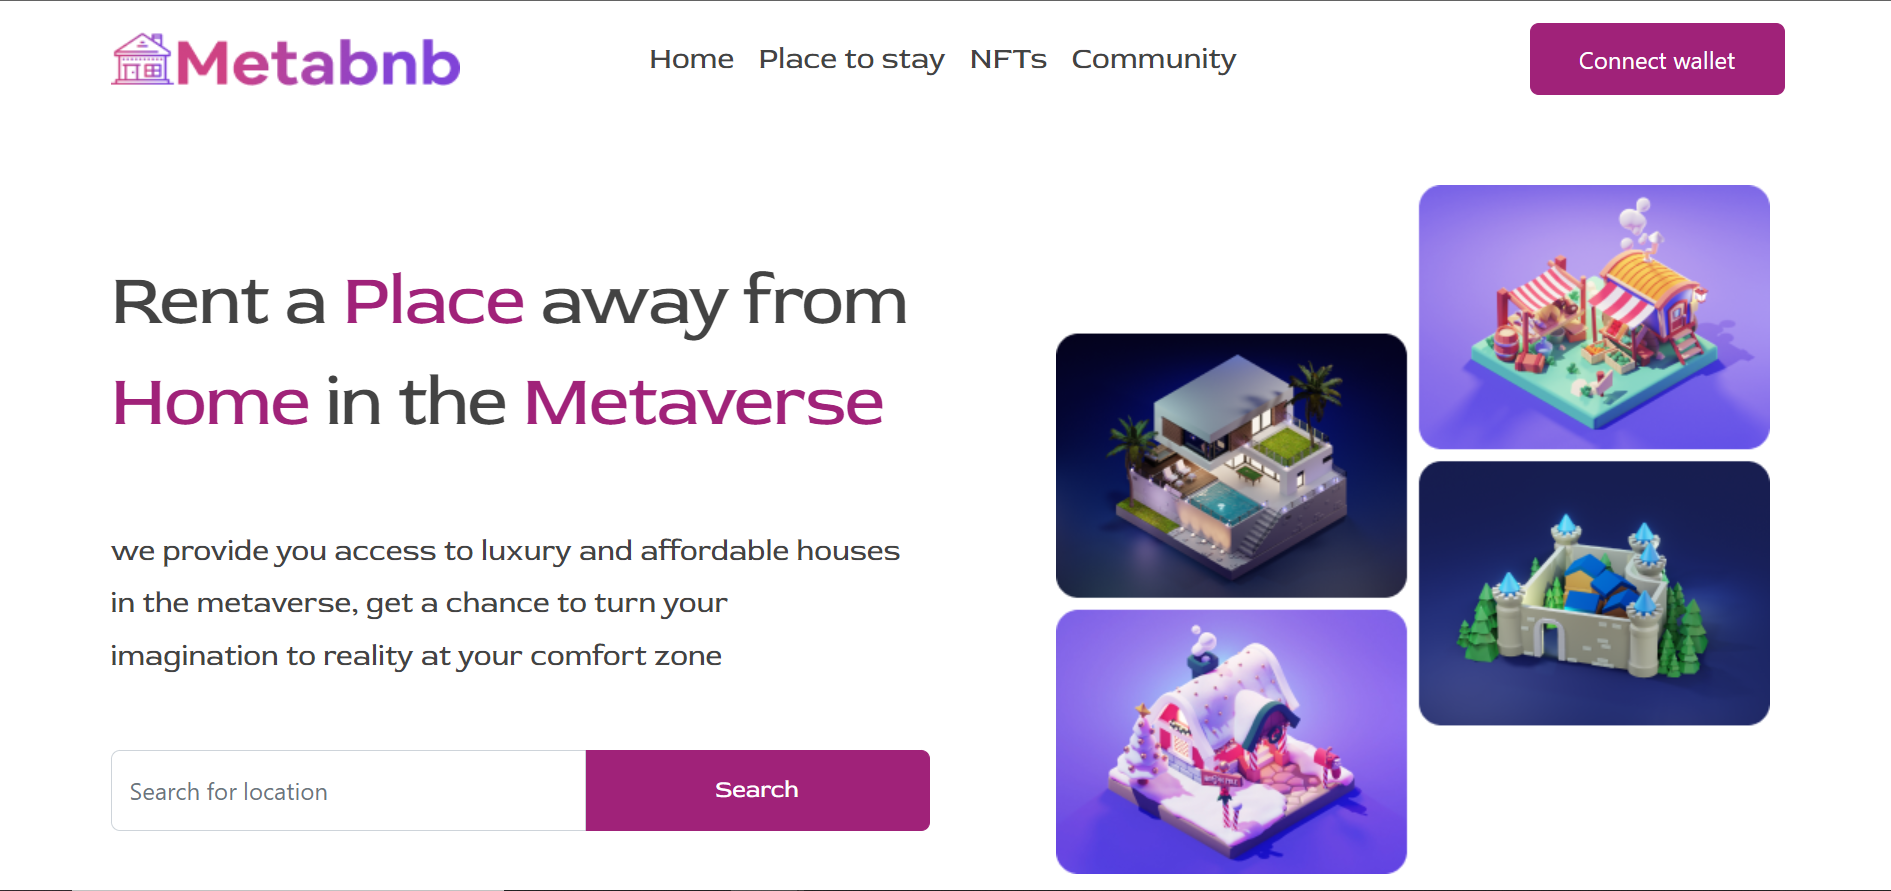 Metabnb
Home Place to stay NFTs Community
Connect wallet
Rent a Place away from
Home in the Metaverse
we provide you access to luxury and affordable houses
in the metaverse, get a chance to turn your
imagination to reality at your comfort zone
Search for location
Search